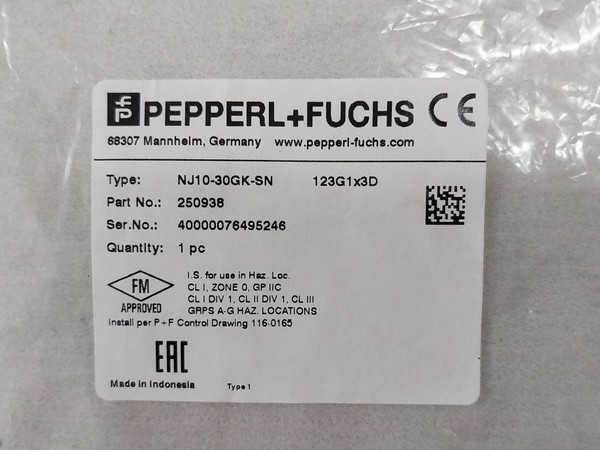 PEPPERL+FUCHS CE
68307 Mannheim, Germany www.pepperl-fuchs.com
Type: NJ10-30GK-SN 123G1x3D
Part No.: 250938
Ser.No.: 40000076495246
Quantity: 1 pc
FM
APPROVED
I.S. for use in Haz. Loc.
CL I, ZONE 0, GP IIC
CL I DIV 1, CL II DIV 1, CL III
GRPS A-G HAZ. LOCATIONS
Install per P+F Control Drawing 116-0165
EAC
Made in Indonesia Type 1